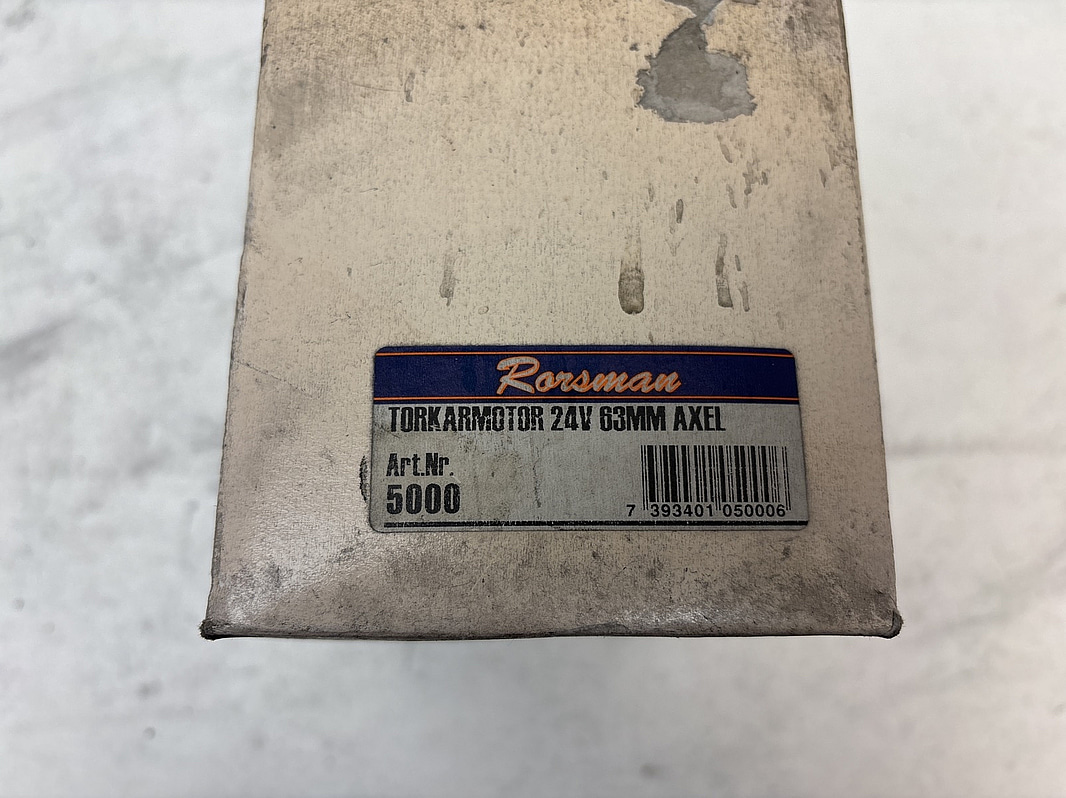 Rorsman
TORKARMOTOR 24V 63MM AXEL
Art.Nr.
5000
7 393401 050006